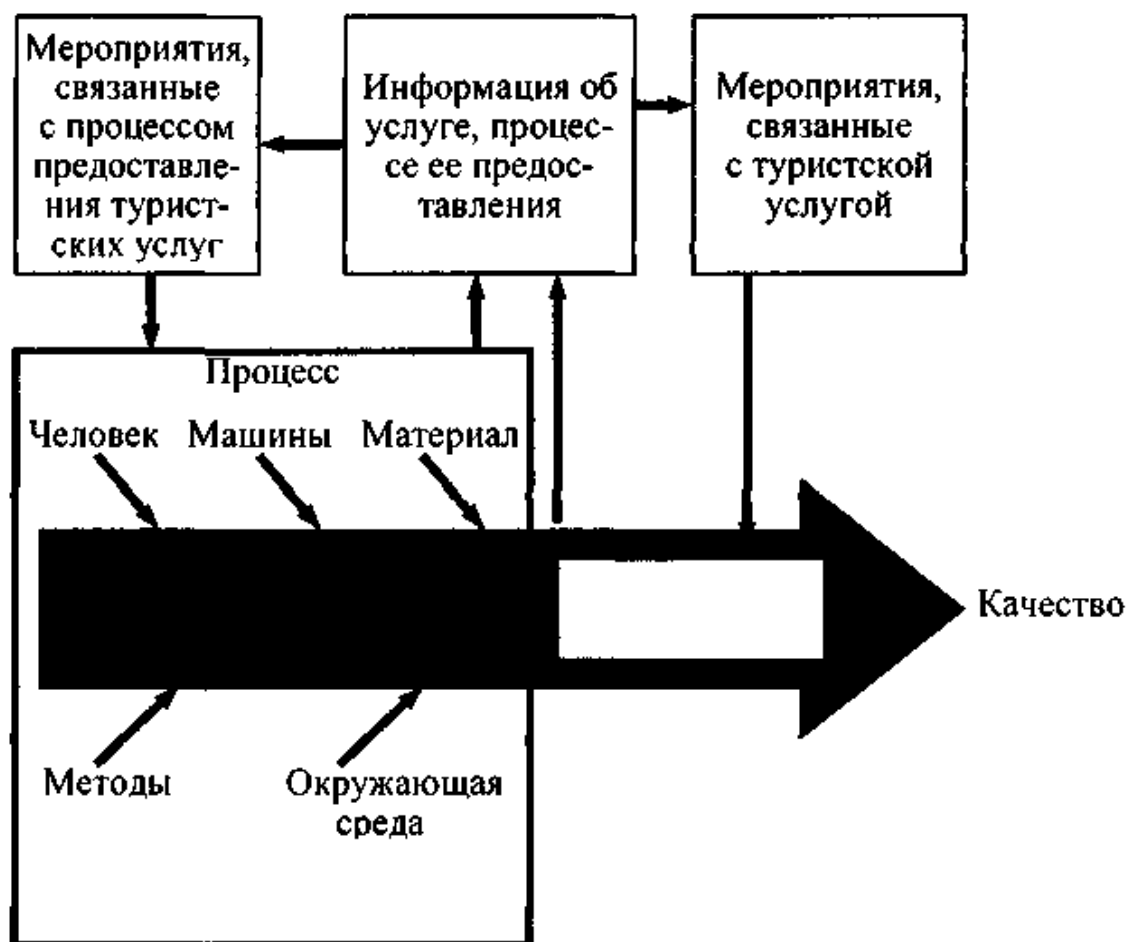 Мероприятия,
связанные
с процессом
предоставле-
ния турист-
ских услуг
Информация об
услуге, процес-
се ее предос-
тавления
Мероприятия,
связанные
с туристской
услугой
Процесс
Человек
Машины
Материал
Качество
Методы
Окружающая
среда